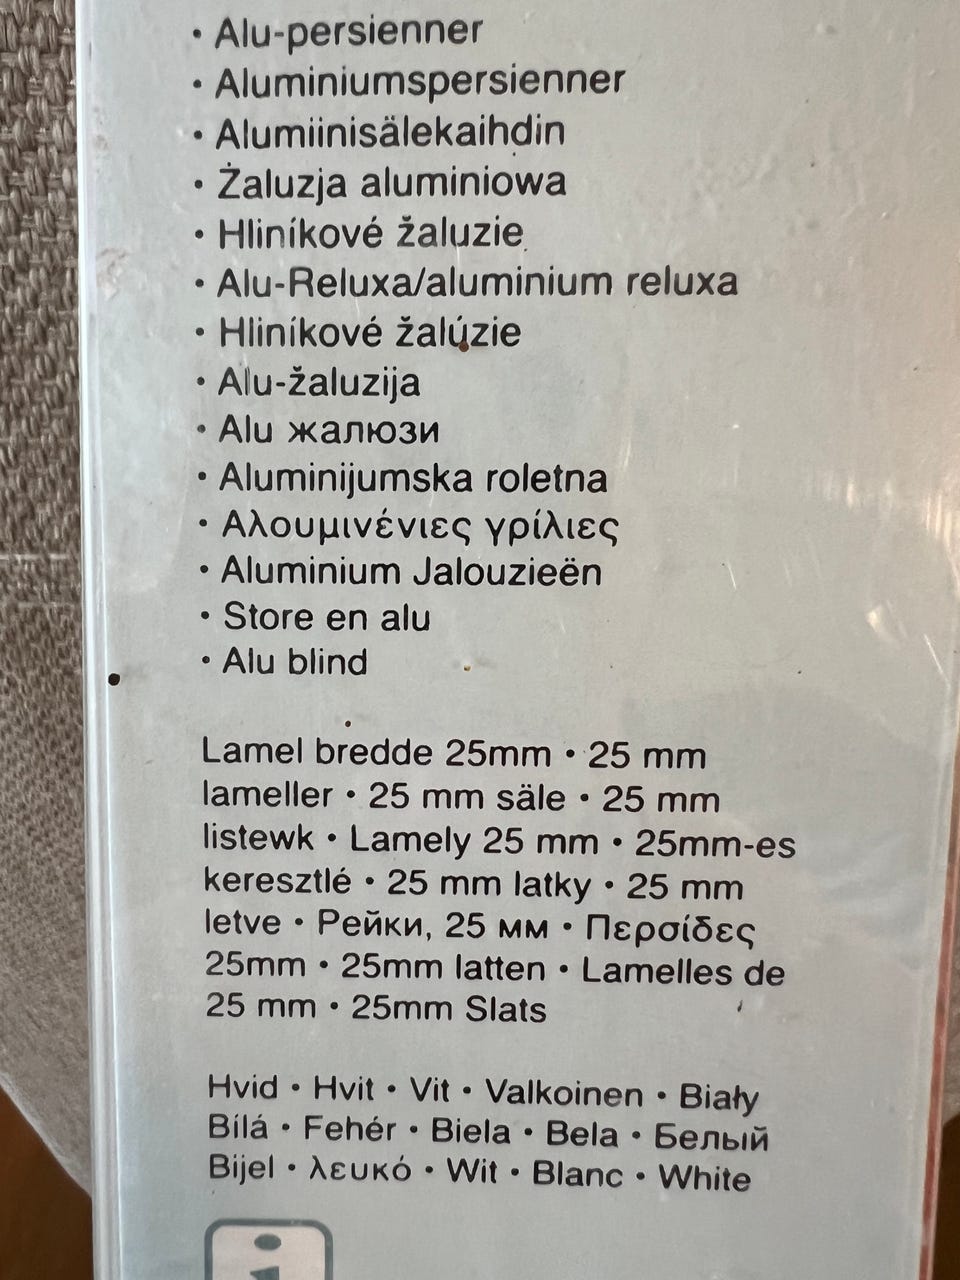 • Alu-persienner
• Aluminiumspersienner
• Alumiinisälekaihdin
• Żaluzja aluminiowa
• Hliníkové žaluzie
• Alu-Reluxa/aluminium reluxa
• Hliníkové žalúzie
• Alu-žaluzija
• Alu жалюзи
• Aluminijumska roletna
• Αλουμινένιες γρίλιες
• Aluminium Jalouzieën
• Store en alu
• Alu blind
Lamel bredde 25mm • 25 mm
lameller • 25 mm säle • 25 mm
listewk • Lamely 25 mm • 25mm-es
keresztlé • 25 mm latky • 25 mm
letve • Рейки, 25 мм • Περσίδες
25mm • 25mm latten • Lamelles de
25 mm • 25mm Slats
Hvid • Hvit • Vit • Valkoinen • Biały
Bílá • Fehér • Biela • Bela • Белый
Bijel • λευκό • Wit • Blanc • White